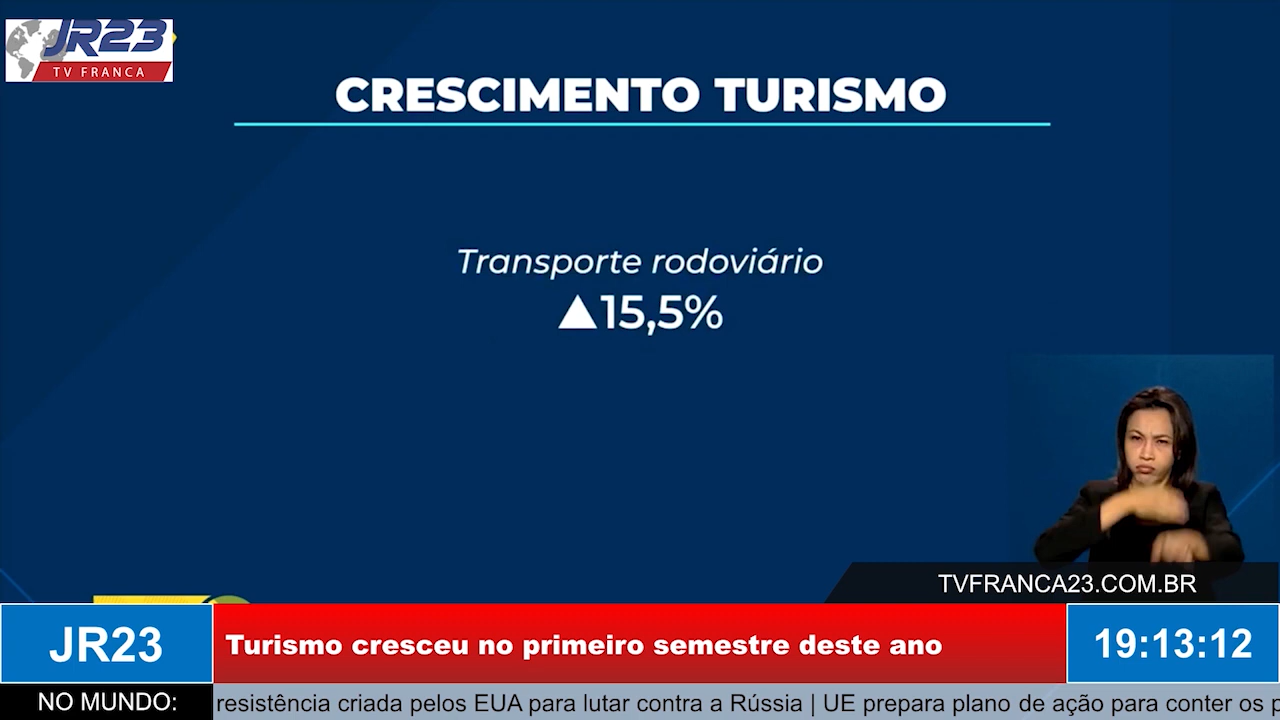 JR23
TV FRANCA
CRESCIMENTO TURISMO
Transporte rodoviário
▲15,5%
TVFRANCA23.COM.BR
JR23
Turismo cresceu no primeiro semestre deste ano
19:13:12
NO MUNDO:
resistência criada pelos EUA para lutar contra a Rússia | UE prepara plano de ação para conter os